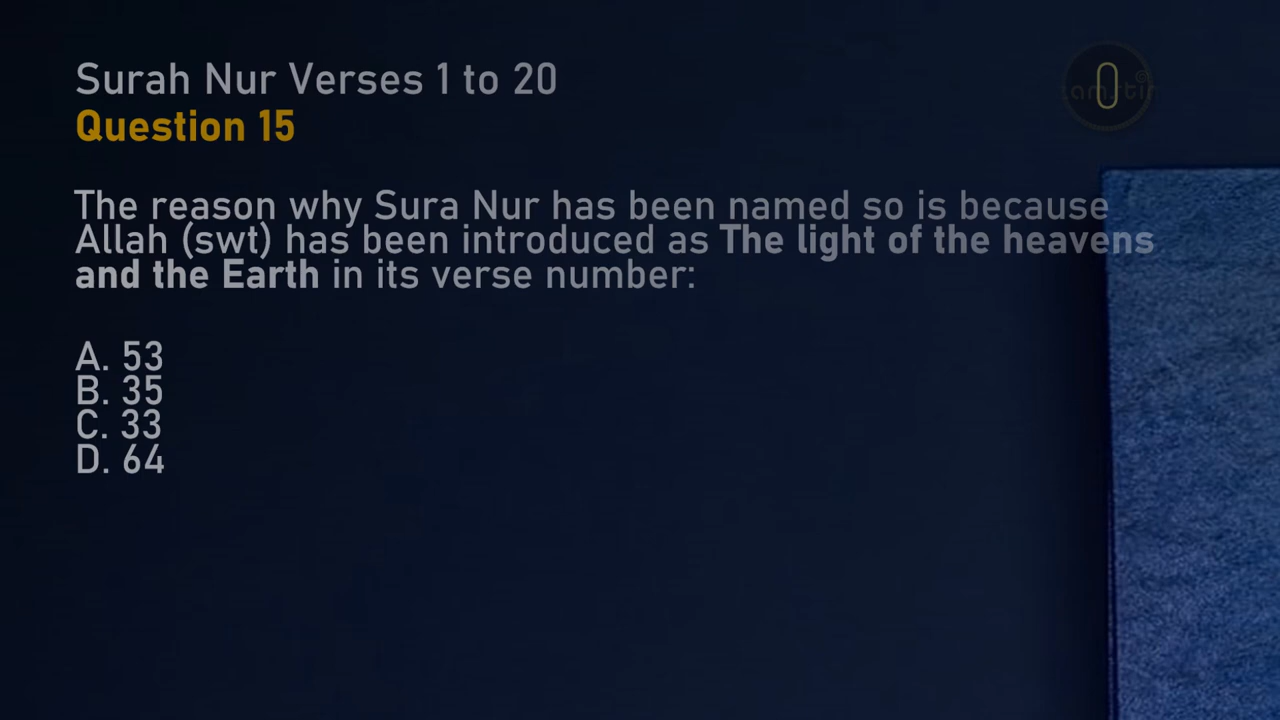 Surah Nur Verses 1 to 20
Question 15
0
The reason why Sura Nur has been named so is because
Allah (swt) has been introduced as The light of the heavens
and the Earth in its verse number:
A. 53
B. 35
C. 33
D. 64